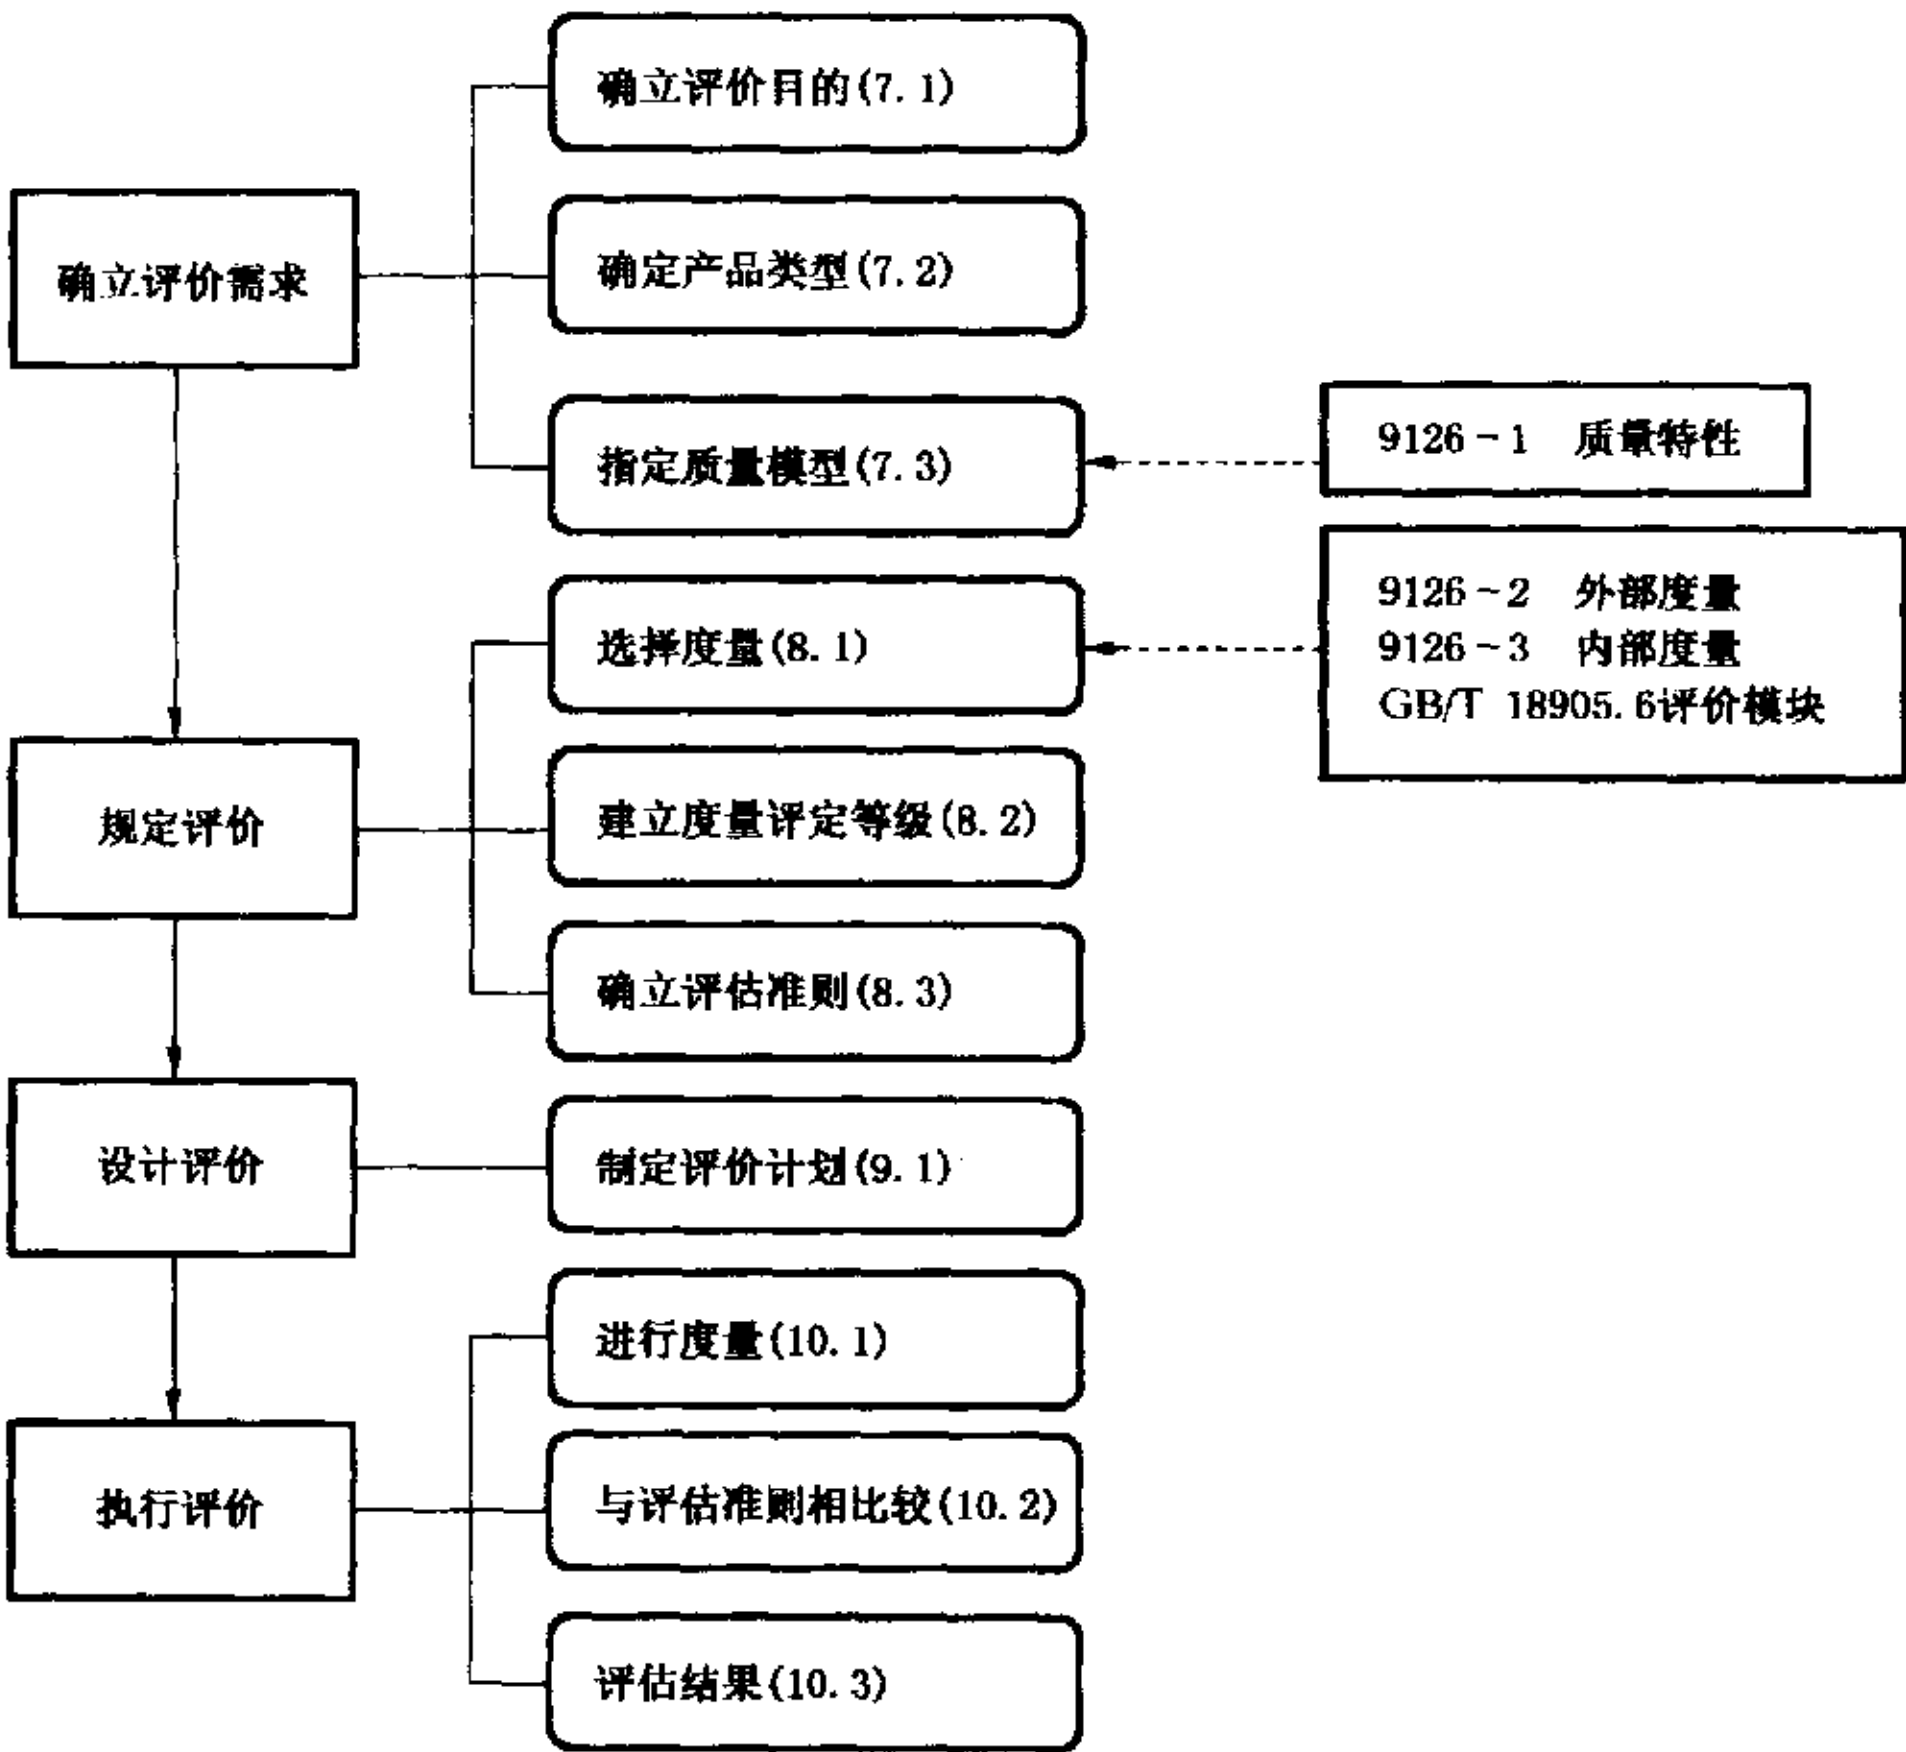 确立评价目的(7.1)
确立评价需求
确定产品类型(7.2)
指定质量模型(7.3)
9126-1 质量特性
9126-2 外部度量
9126-3 内部度量
GB/T 18905.6评价模块
选择度量(8.1)
规定评价
建立度量评定等级(8.2)
确立评估准则(8.3)
设计评价
制定评价计划(9.1)
进行度量(10.1)
执行评价
与评估准则相比较(10.2)
评估结果(10.3)